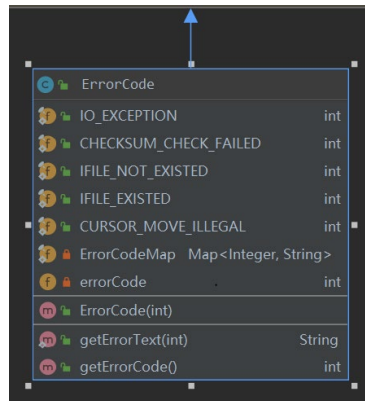 ErrorCode
IO_EXCEPTION int
CHECKSUM_CHECK_FAILED int
IFILE_NOT_EXISTED int
IFILE_EXISTED int
CURSOR_MOVE_ILLEGAL int
ErrorCodeMap Map<Integer, String>
errorCode int
ErrorCode(int)
getErrorText(int) String
getErrorCode() int